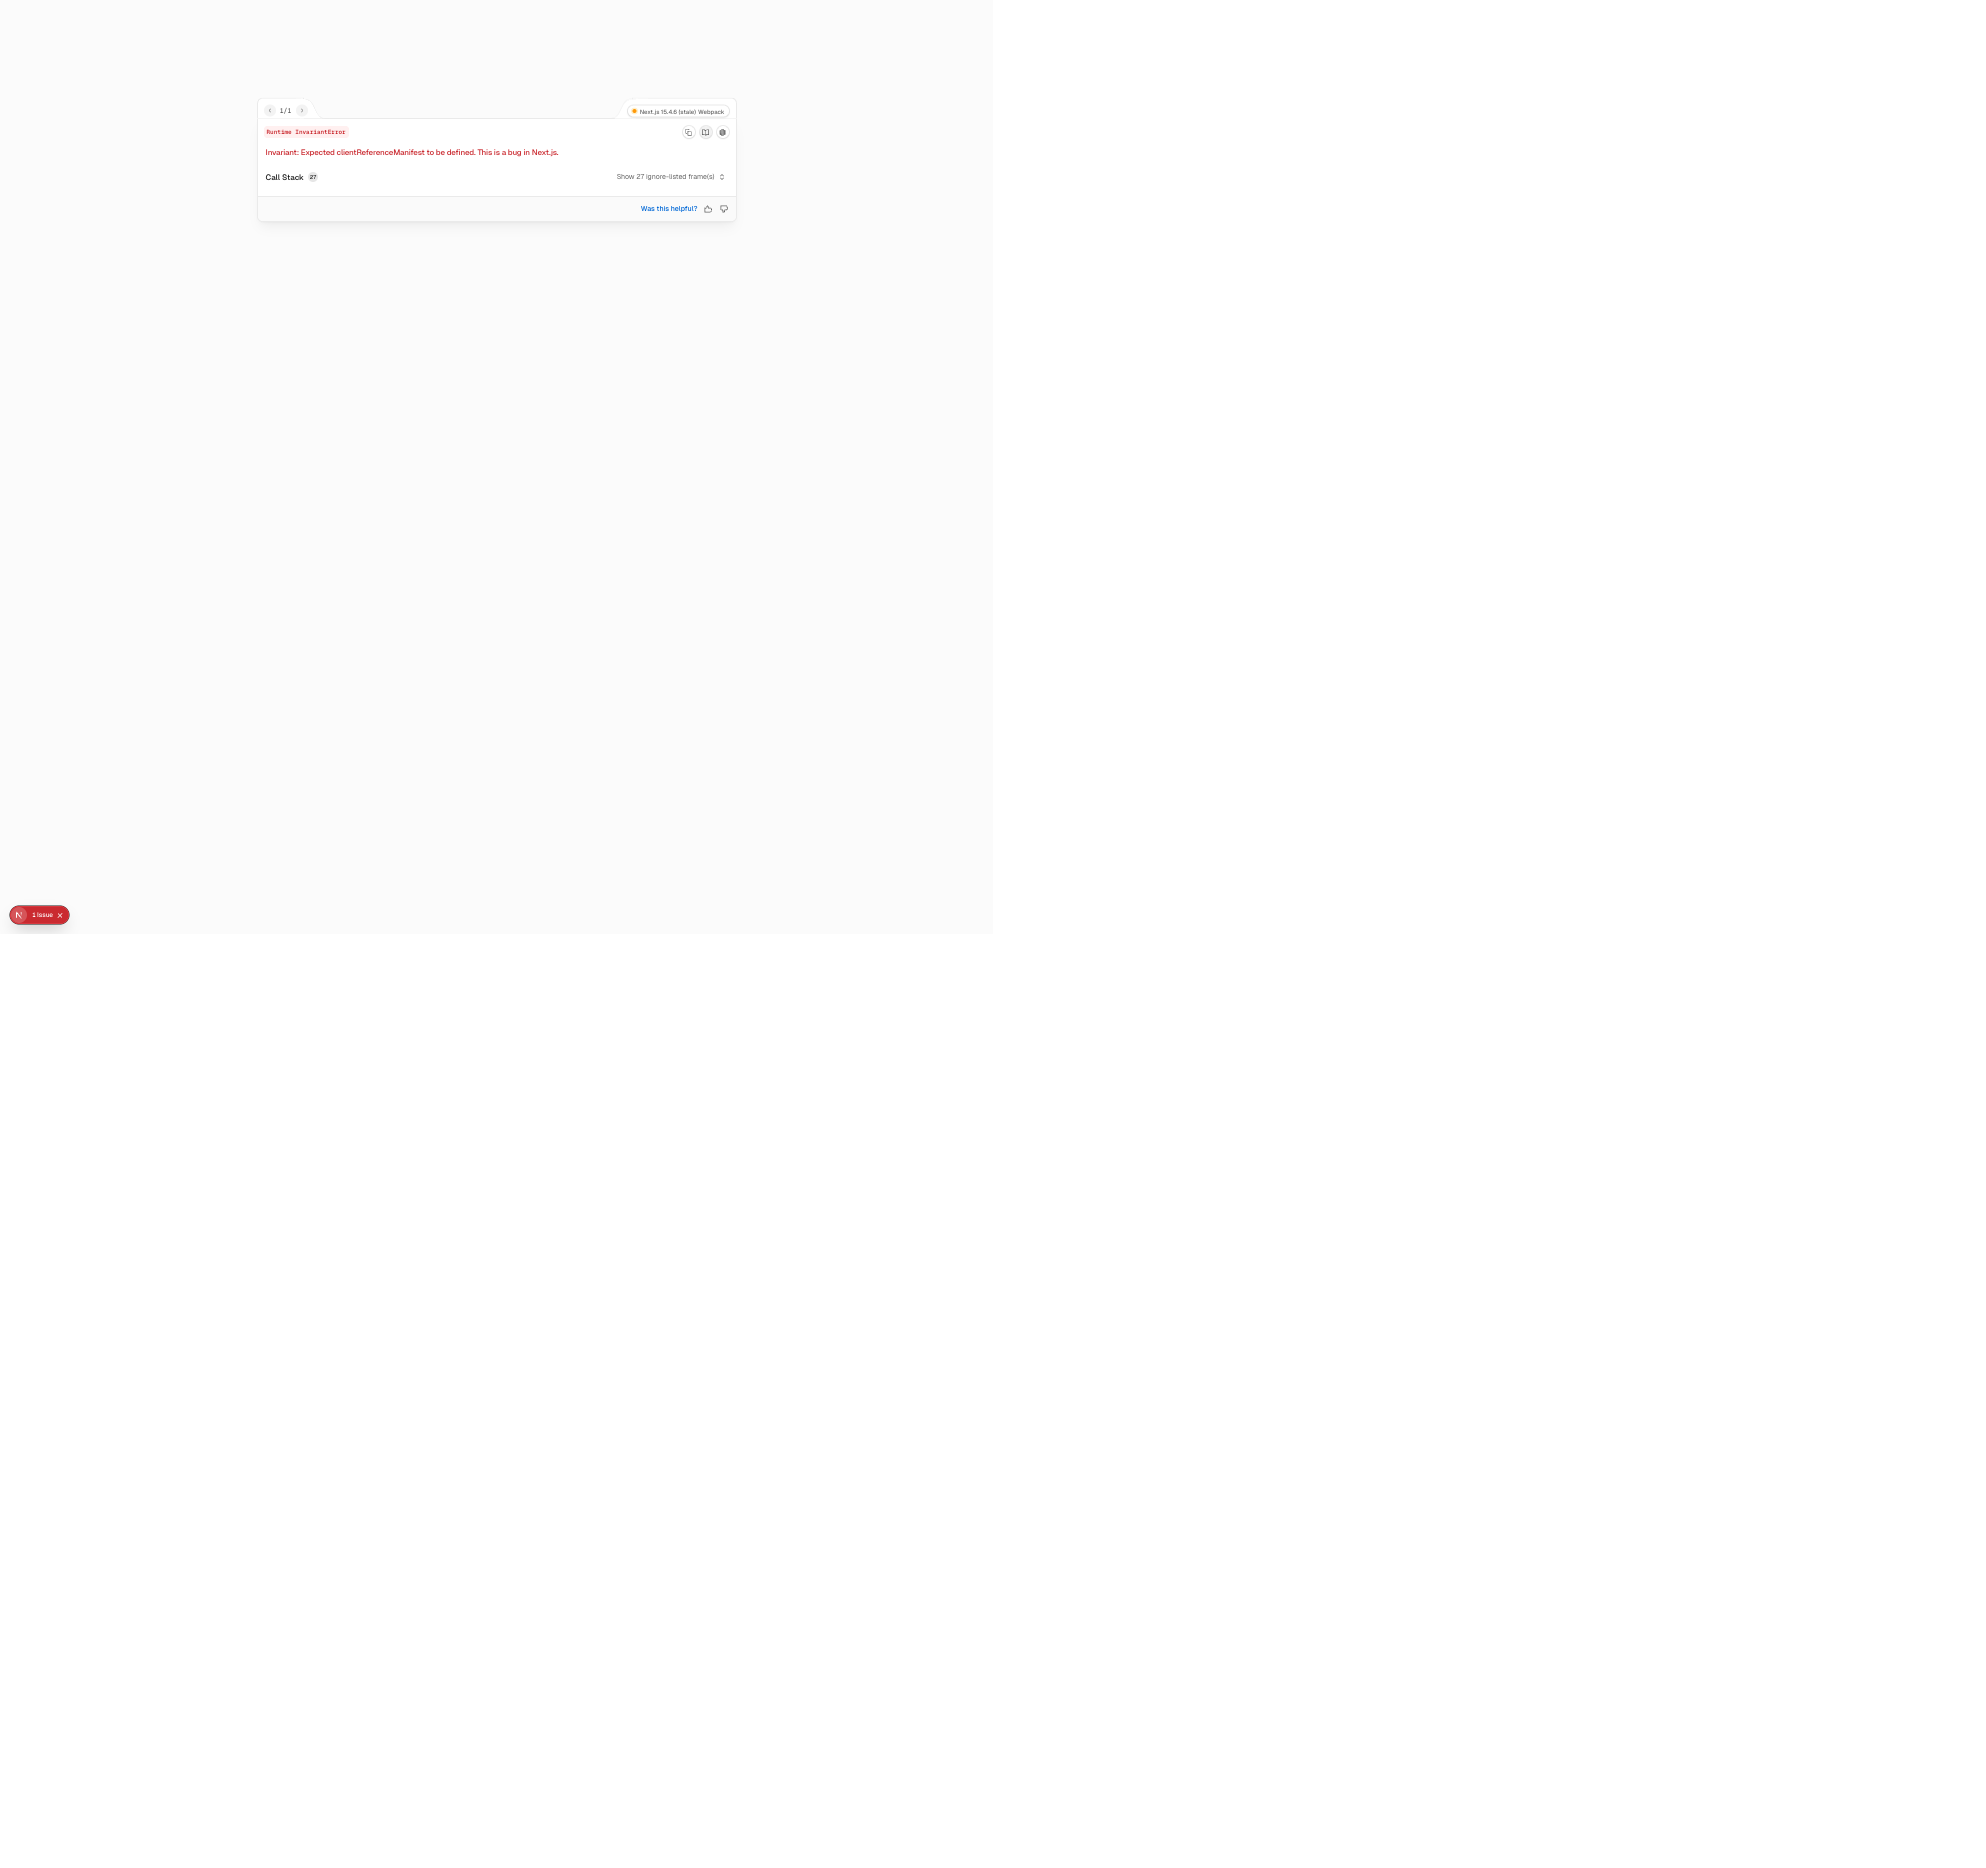 1/1
Next.js 15.4.6 (stale) Webpack
Runtime InvariantError
Invariant: Expected clientReferenceManifest to be defined. This is a bug in Next.js.
Call Stack 27
Show 27 ignore-listed frame(s)
Was this helpful?
N 1 Issue